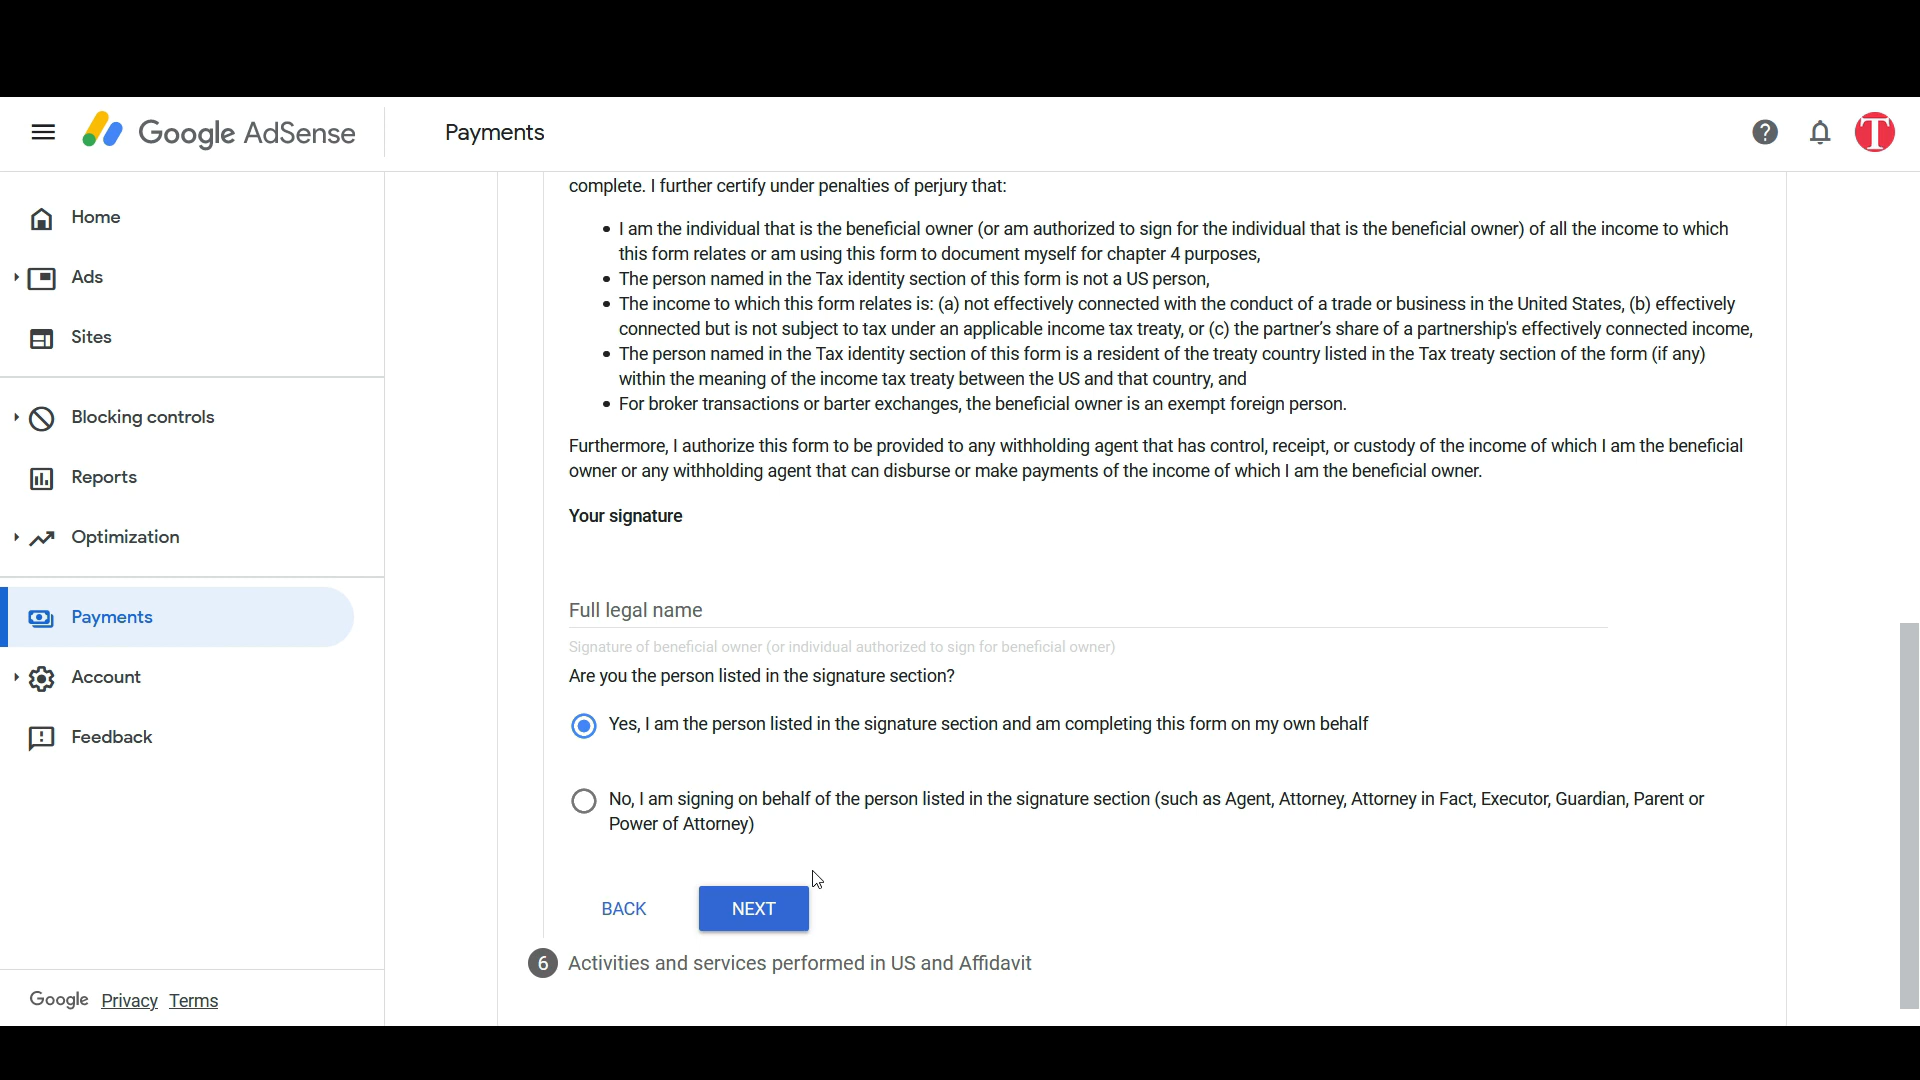 Google AdSense
Payments
T
Home
Ads
Sites
Blocking controls
Reports
Optimization
Payments
Account
Feedback
Google Privacy Terms
complete. I further certify under penalties of perjury that:
• I am the individual that is the beneficial owner (or am authorized to sign for the individual that is the beneficial owner) of all the income to which
this form relates or am using this form to document myself for chapter 4 purposes,
• The person named in the Tax identity section of this form is not a US person,
• The income to which this form relates is: (a) not effectively connected with the conduct of a trade or business in the United States, (b) effectively
connected but is not subject to tax under an applicable income tax treaty, or (c) the partner's share of a partnership's effectively connected income,
• The person named in the Tax identity section of this form is a resident of the treaty country listed in the Tax treaty section of the form (if any)
within the meaning of the income tax treaty between the US and that country, and
• For broker transactions or barter exchanges, the beneficial owner is an exempt foreign person.
Furthermore, I authorize this form to be provided to any withholding agent that has control, receipt, or custody of the income of which I am the beneficial
owner or any withholding agent that can disburse or make payments of the income of which I am the beneficial owner.
Your signature
Full legal name
Signature of beneficial owner (or individual authorized to sign for beneficial owner)
Are you the person listed in the signature section?
Yes, I am the person listed in the signature section and am completing this form on my own behalf
No, I am signing on behalf of the person listed in the signature section (such as Agent, Attorney, Attorney in Fact, Executor, Guardian, Parent or
Power of Attorney)
BACK
NEXT
6 Activities and services performed in US and Affidavit